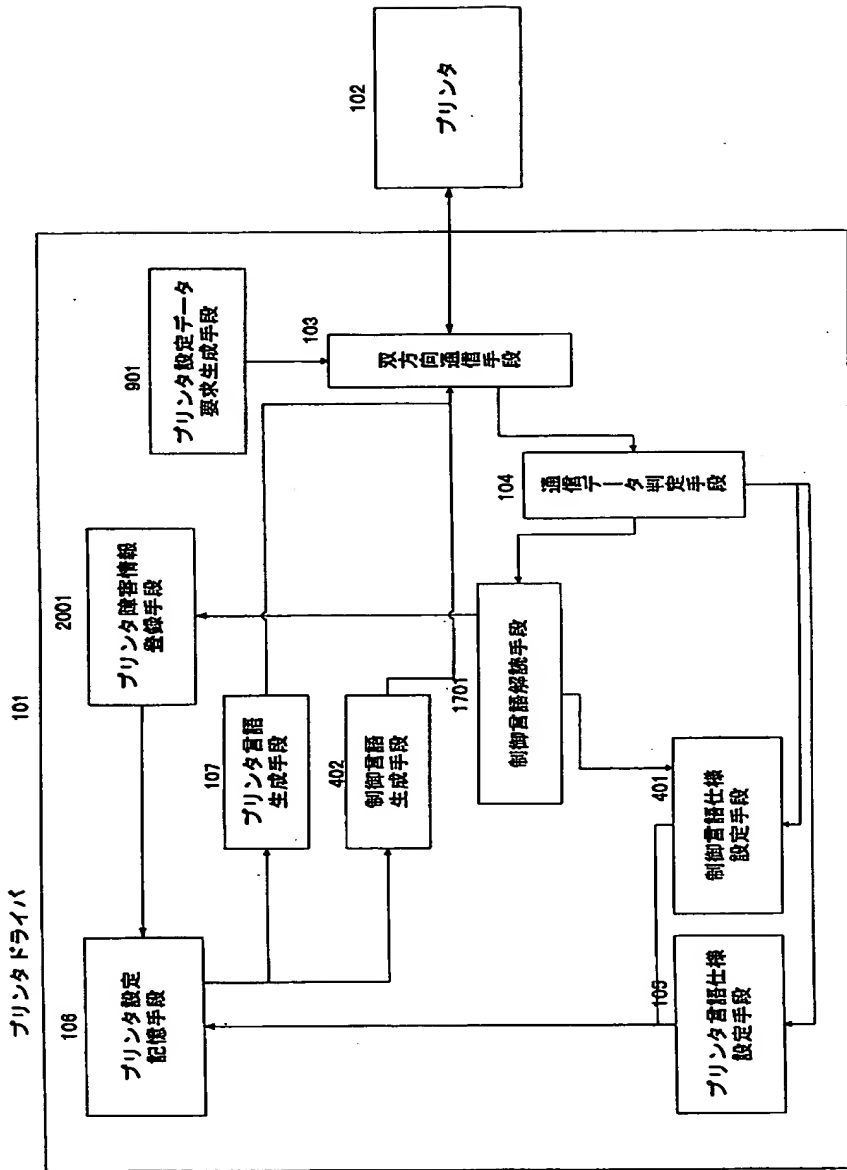 プリンタドライバ
101
106
プリンタ設定
記憶手段
2001
プリンタ障害情報
登録手段
901
プリンタ設定データ
要求生成手段
107
プリンタ言語
生成手段
402
制御言語
生成手段
103
双方向通信手段
102
プリンタ
1701
制御言語解読手段
104
通信データ判定手段
105
プリンタ言語仕様
設定手段
401
制御言語仕様
設定手段